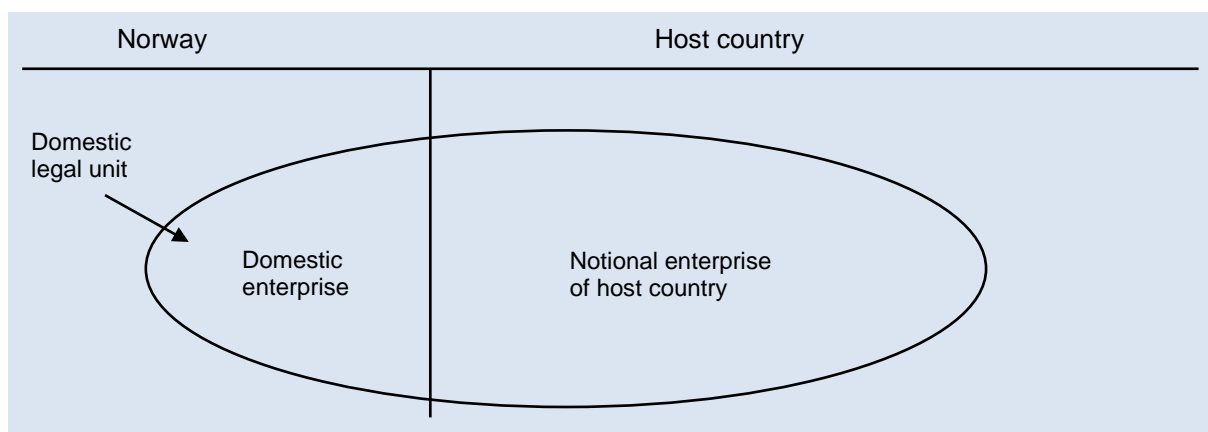 Norway
Host country
Domestic
legal unit
Domestic
enterprise
Notional enterprise
of host country